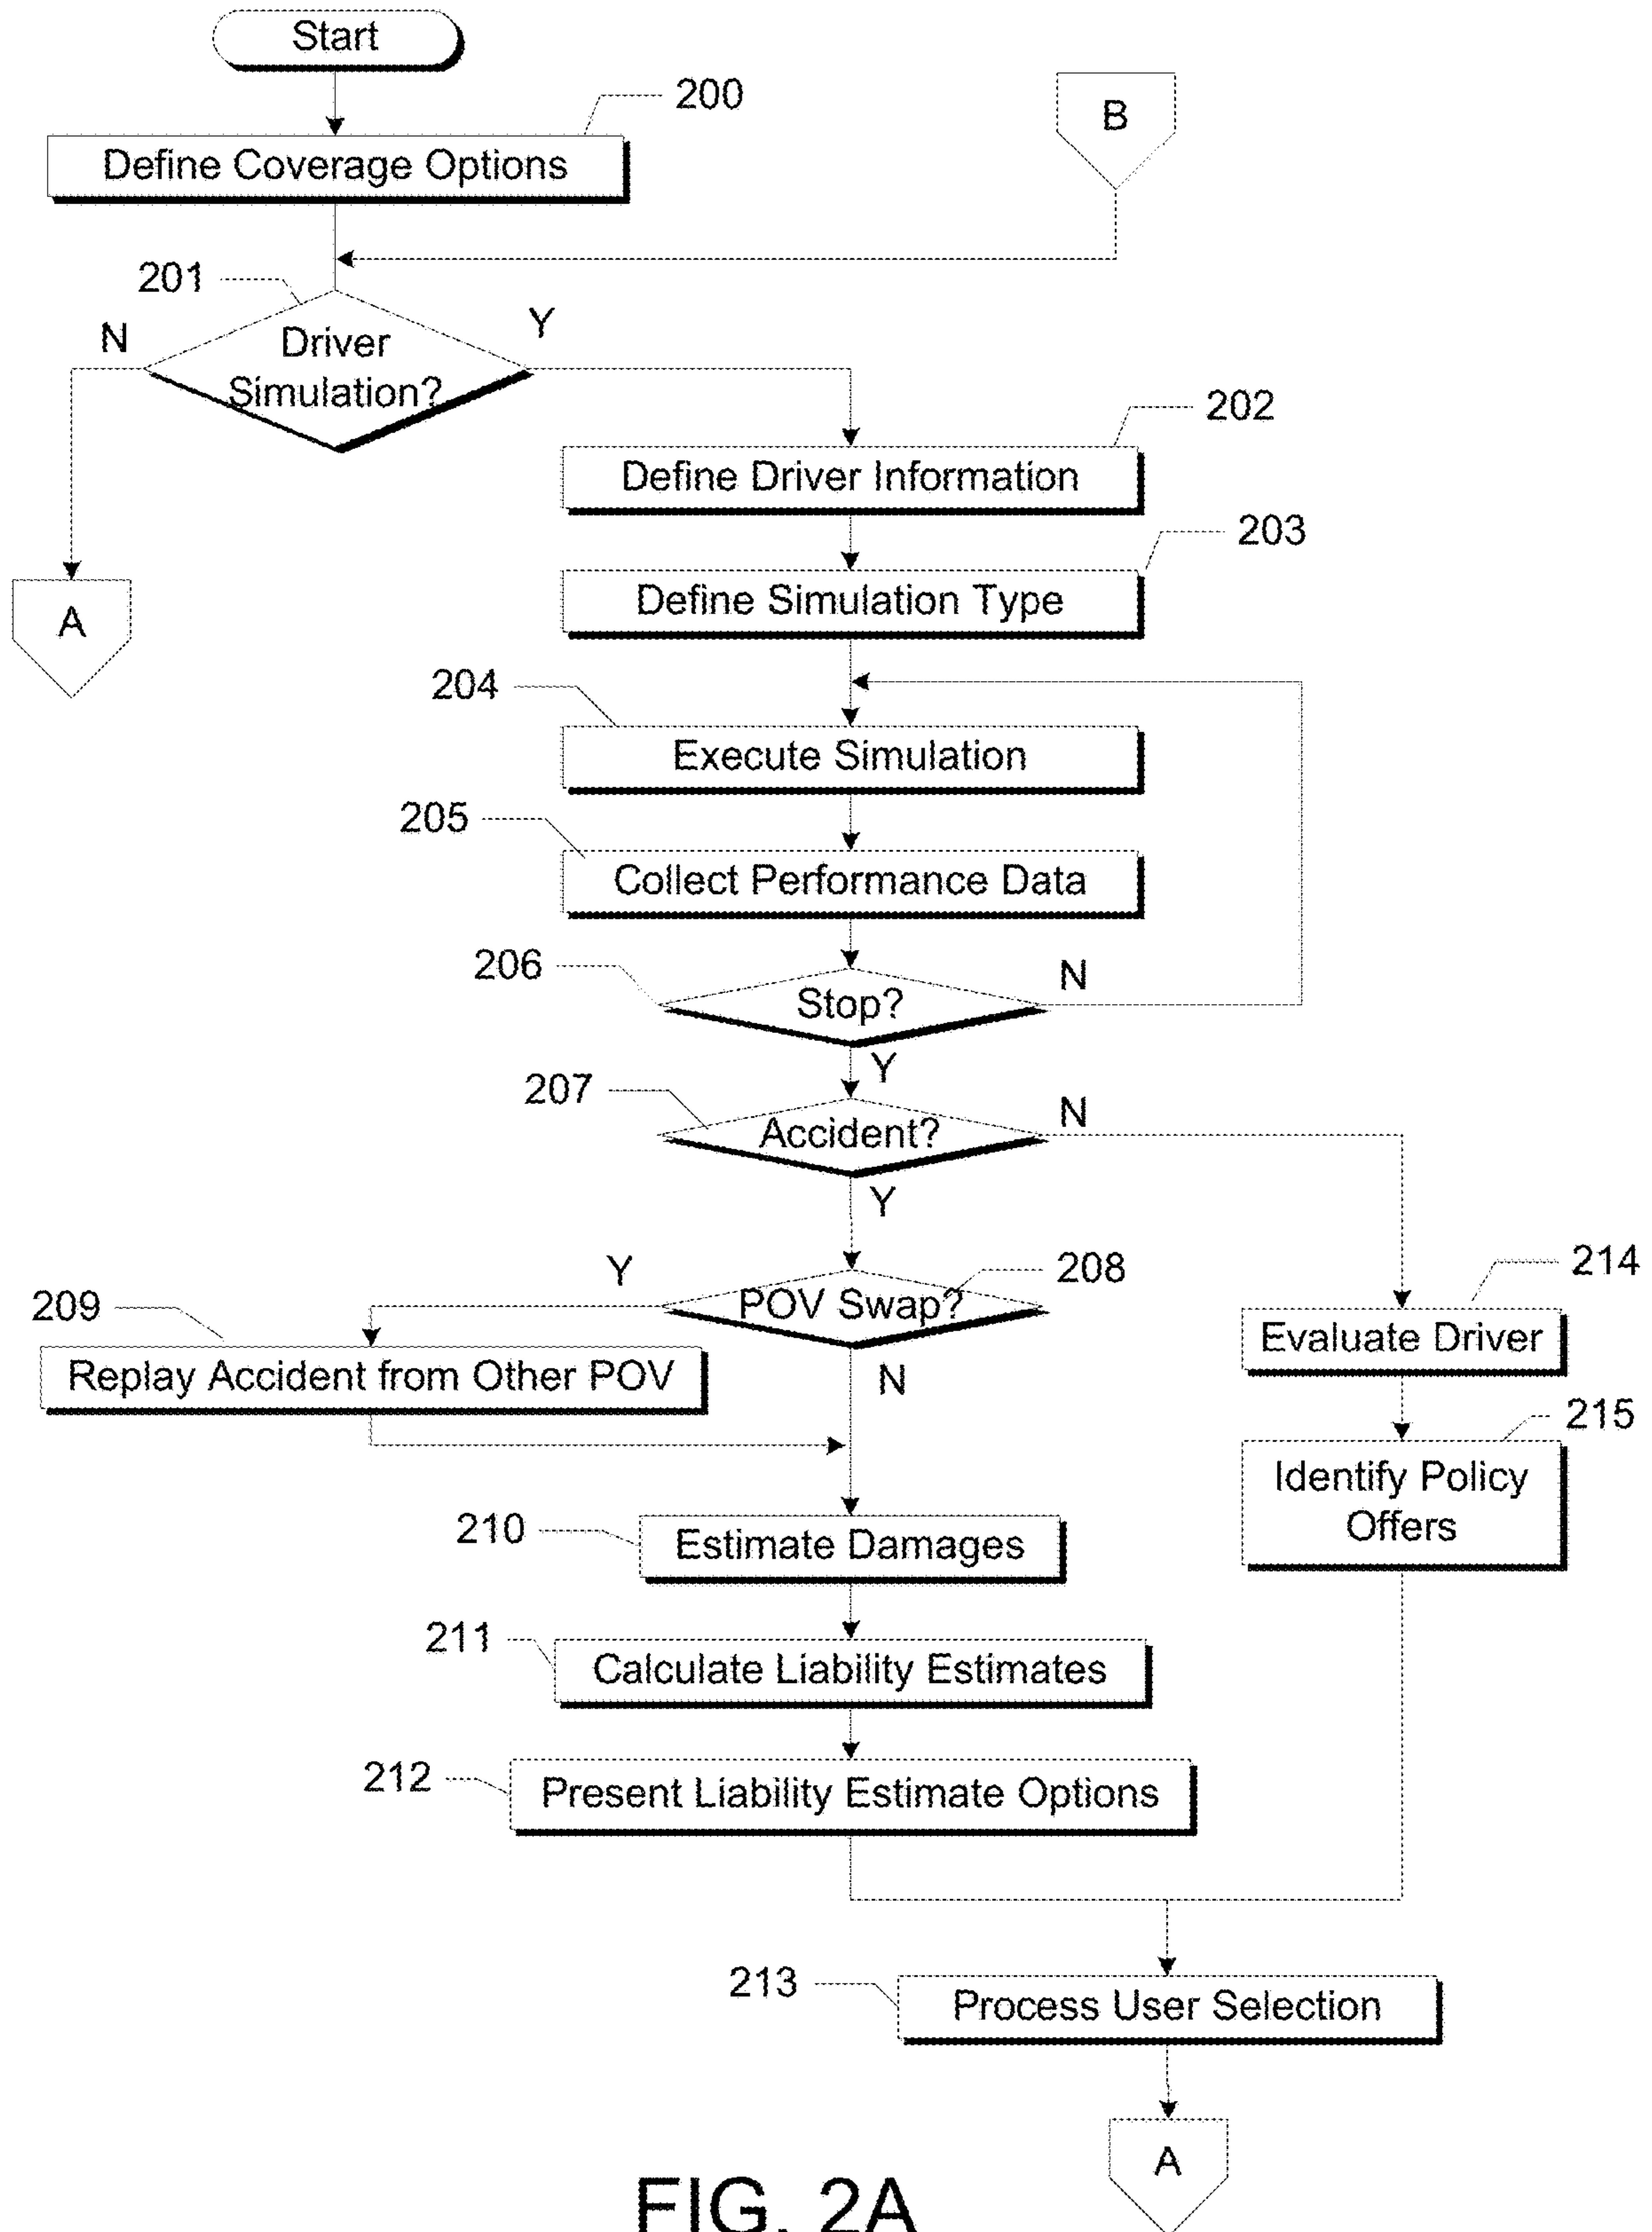 Start
200
Define Coverage Options
B
201
N
Driver
Simulation?
Y
202
Define Driver Information
203
Define Simulation Type
A
204
Execute Simulation
205
Collect Performance Data
206
Stop?
N
Y
207
Accident?
N
Y
208
POV Swap?
Y
N
209
Replay Accident from Other POV
214
Evaluate Driver
215
Identify Policy
Offers
210
Estimate Damages
211
Calculate Liability Estimates
212
Present Liability Estimate Options
213
Process User Selection
A
FIG. 2A